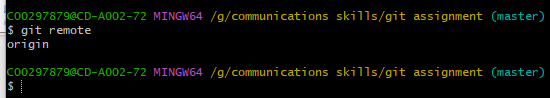 C00297879@CD-A002-72 MINGW64 /g/communications skills/git assignment (master)
$ git remote
origin
C00297879@CD-A002-72 MINGW64 /g/communications skills/git assignment (master)
$